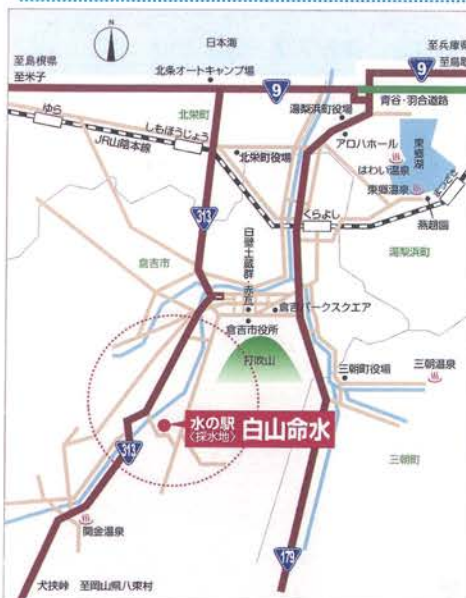 N
日本海
至島根県
至米子
北条オートキャンプ場
至兵庫県
至鳥取
9
9
青谷・羽合道路
湯梨浜町役場
北栄町
ゆら
しもほうじょう
JR山陰本線
北栄町役場
アロハホール
東郷湖
はわい温泉
東郷温泉
まつざき
燕趙園
くらよし
湯梨浜町
313
倉吉市
白壁土蔵群・赤瓦
倉吉パークスクエア
倉吉市役所
打吹山
三朝町役場
三朝温泉
水の駅
〈採水地〉
白山命水
三朝町
313
関金温泉
179
犬挟峠 至岡山県八束村